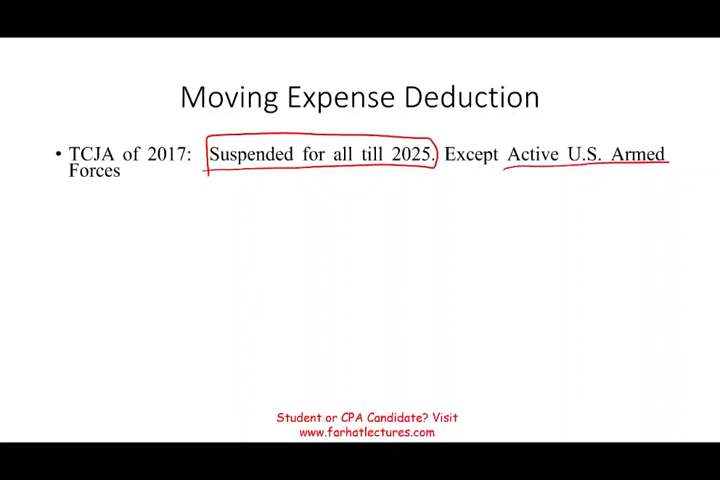 Moving Expense Deduction
• TCJA of 2017: Suspended for all till 2025. Except Active U.S. Armed
Forces
Student or CPA Candidate? Visit
www.farhatlectures.com